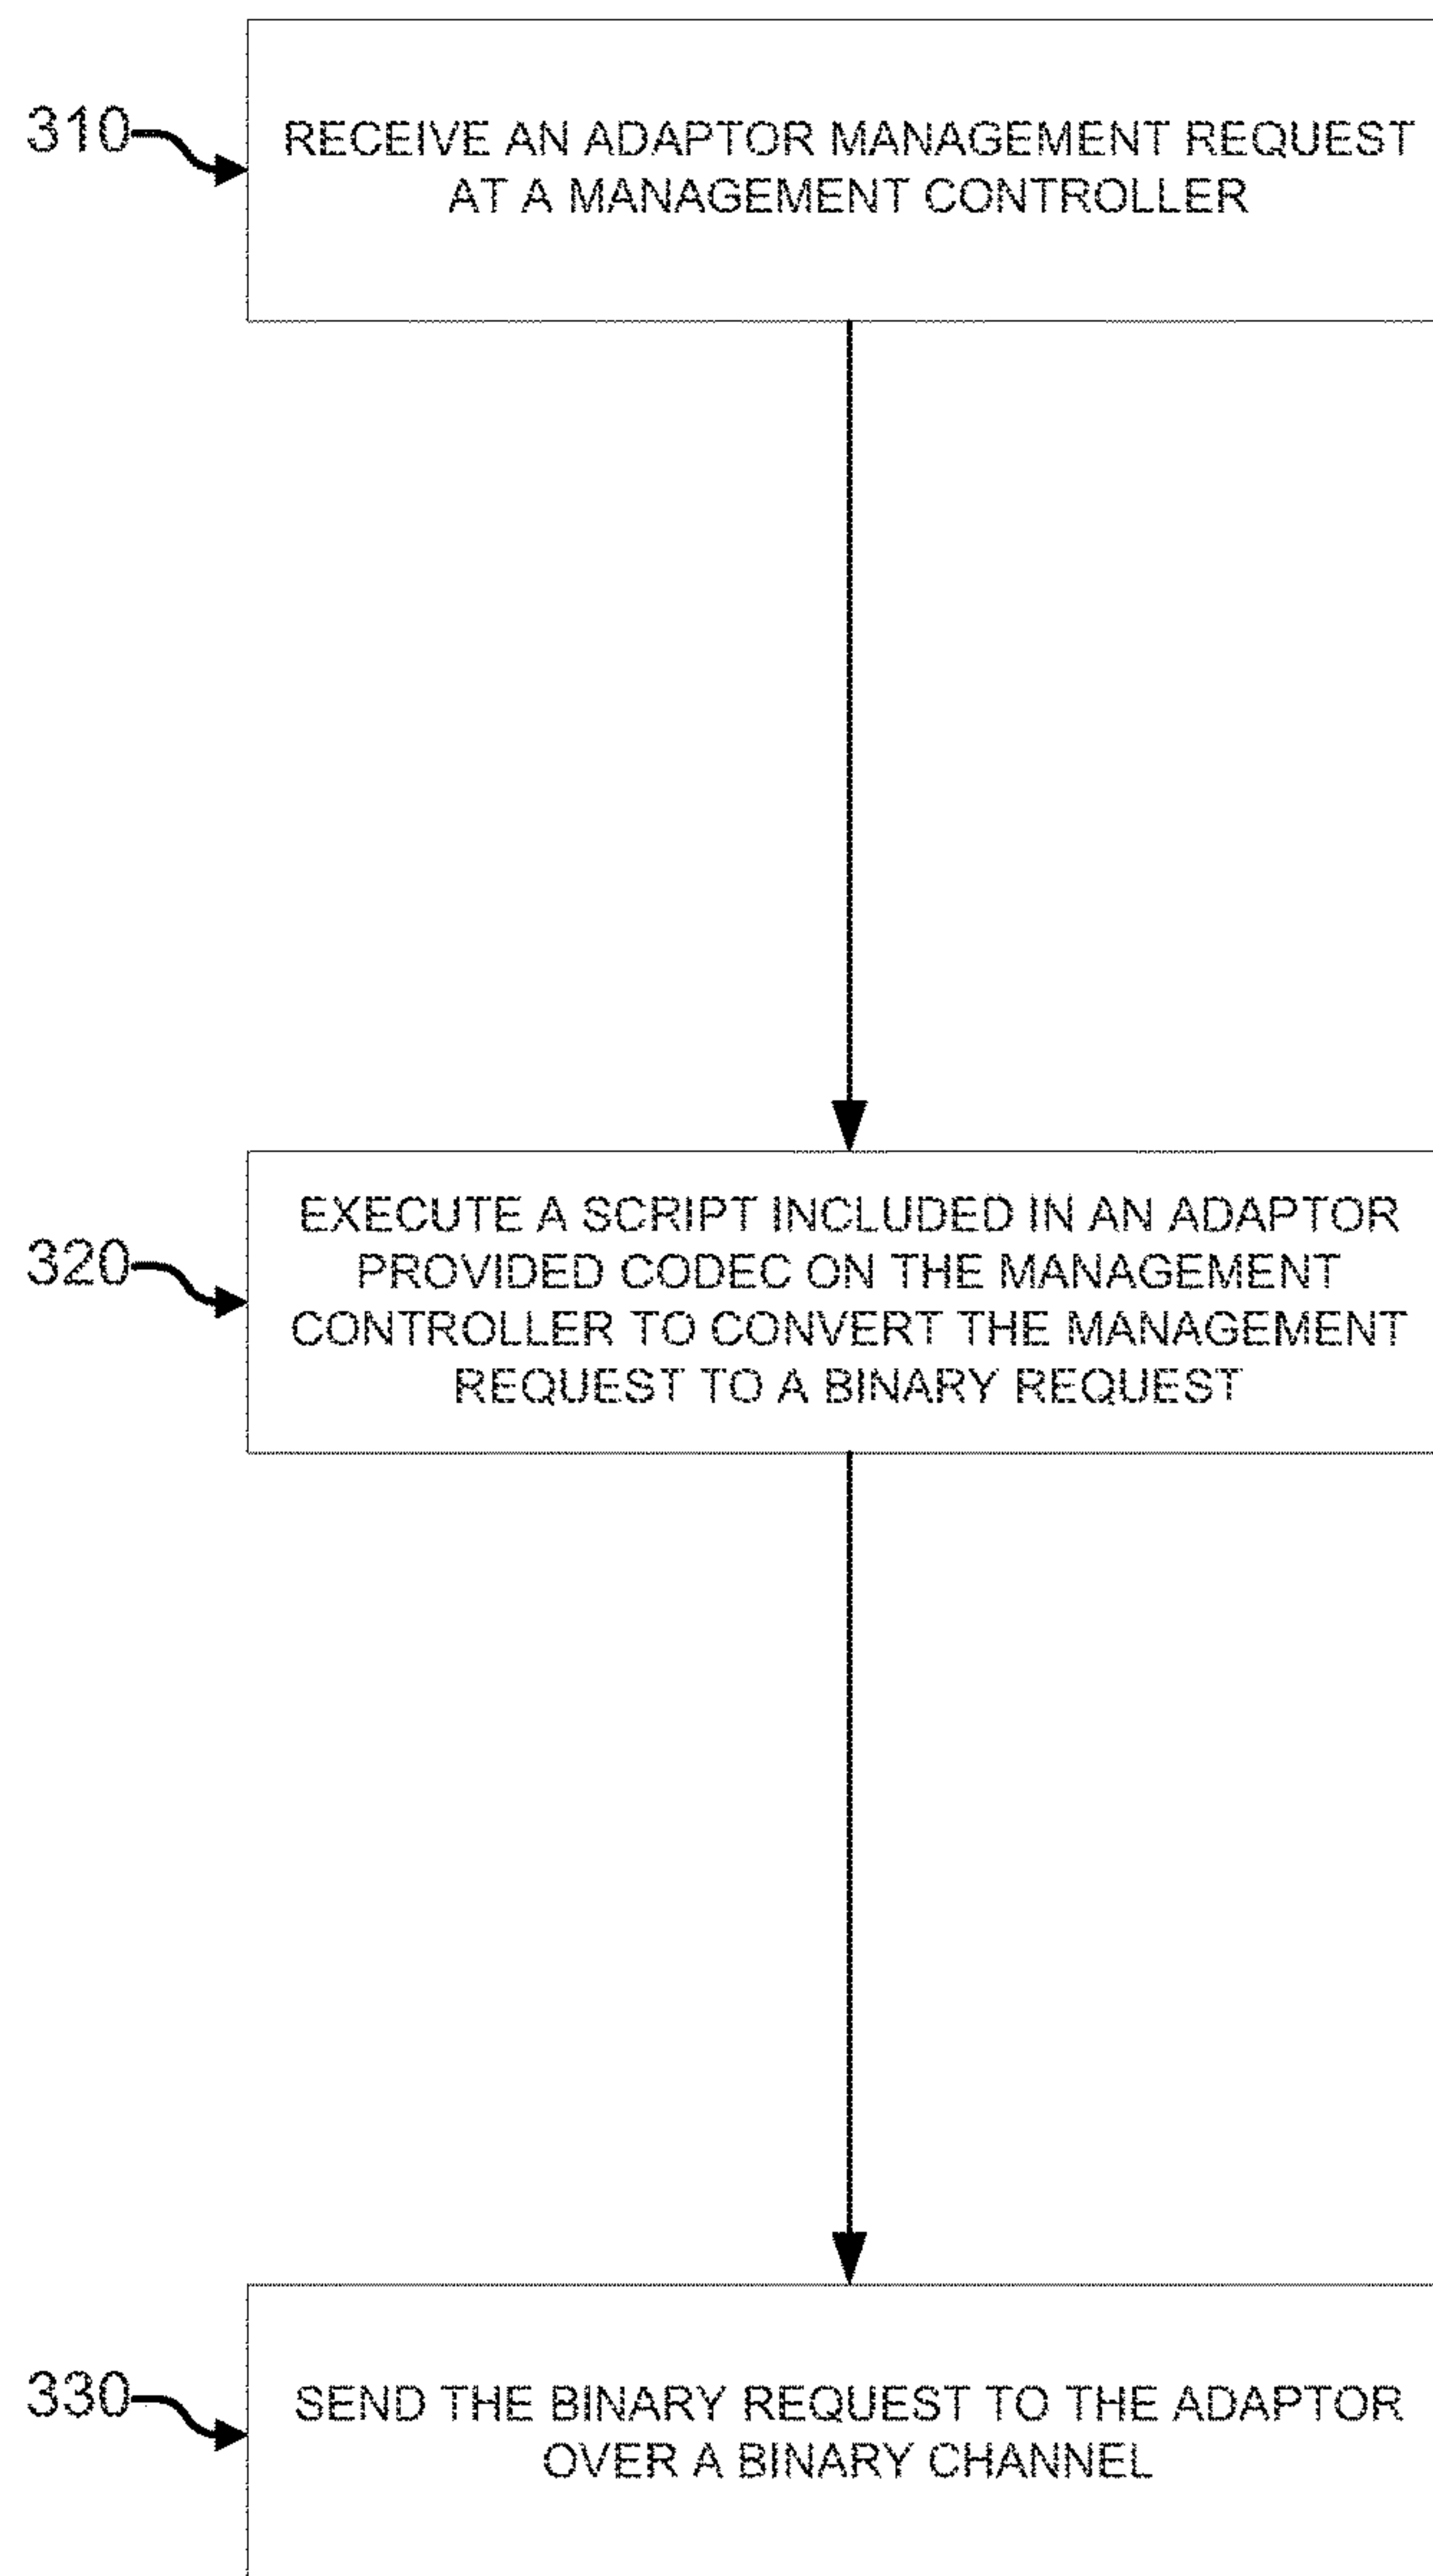 310
RECEIVE AN ADAPTOR MANAGEMENT REQUEST
AT A MANAGEMENT CONTROLLER
320
EXECUTE A SCRIPT INCLUDED IN AN ADAPTOR
PROVIDED CODEC ON THE MANAGEMENT
CONTROLLER TO CONVERT THE MANAGEMENT
REQUEST TO A BINARY REQUEST
330
SEND THE BINARY REQUEST TO THE ADAPTOR
OVER A BINARY CHANNEL